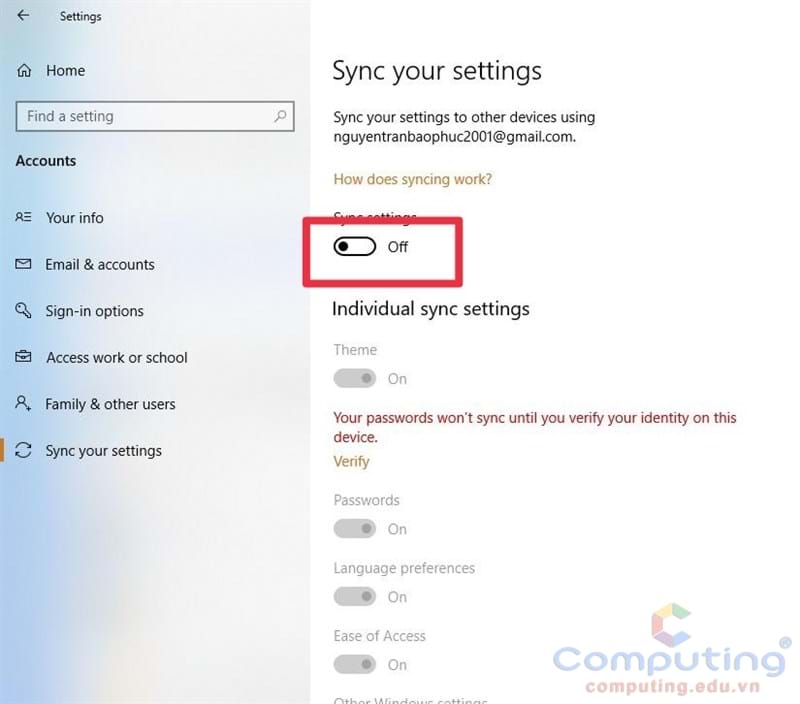 Settings
Home
Find a setting
Accounts
Your info
Email & accounts
Sign-in options
Access work or school
Family & other users
Sync your settings
Sync your settings
Sync your settings to other devices using
nguyentranbaophuc2001@gmail.com.
How does syncing work?
Sync settings
Off
Individual sync settings
Theme
On
Your passwords won't sync until you verify your identity on this
device.
Verify
Passwords
On
Language preferences
On
Ease of Access
On
Other Windows settings
Computing®
computing.edu.vn